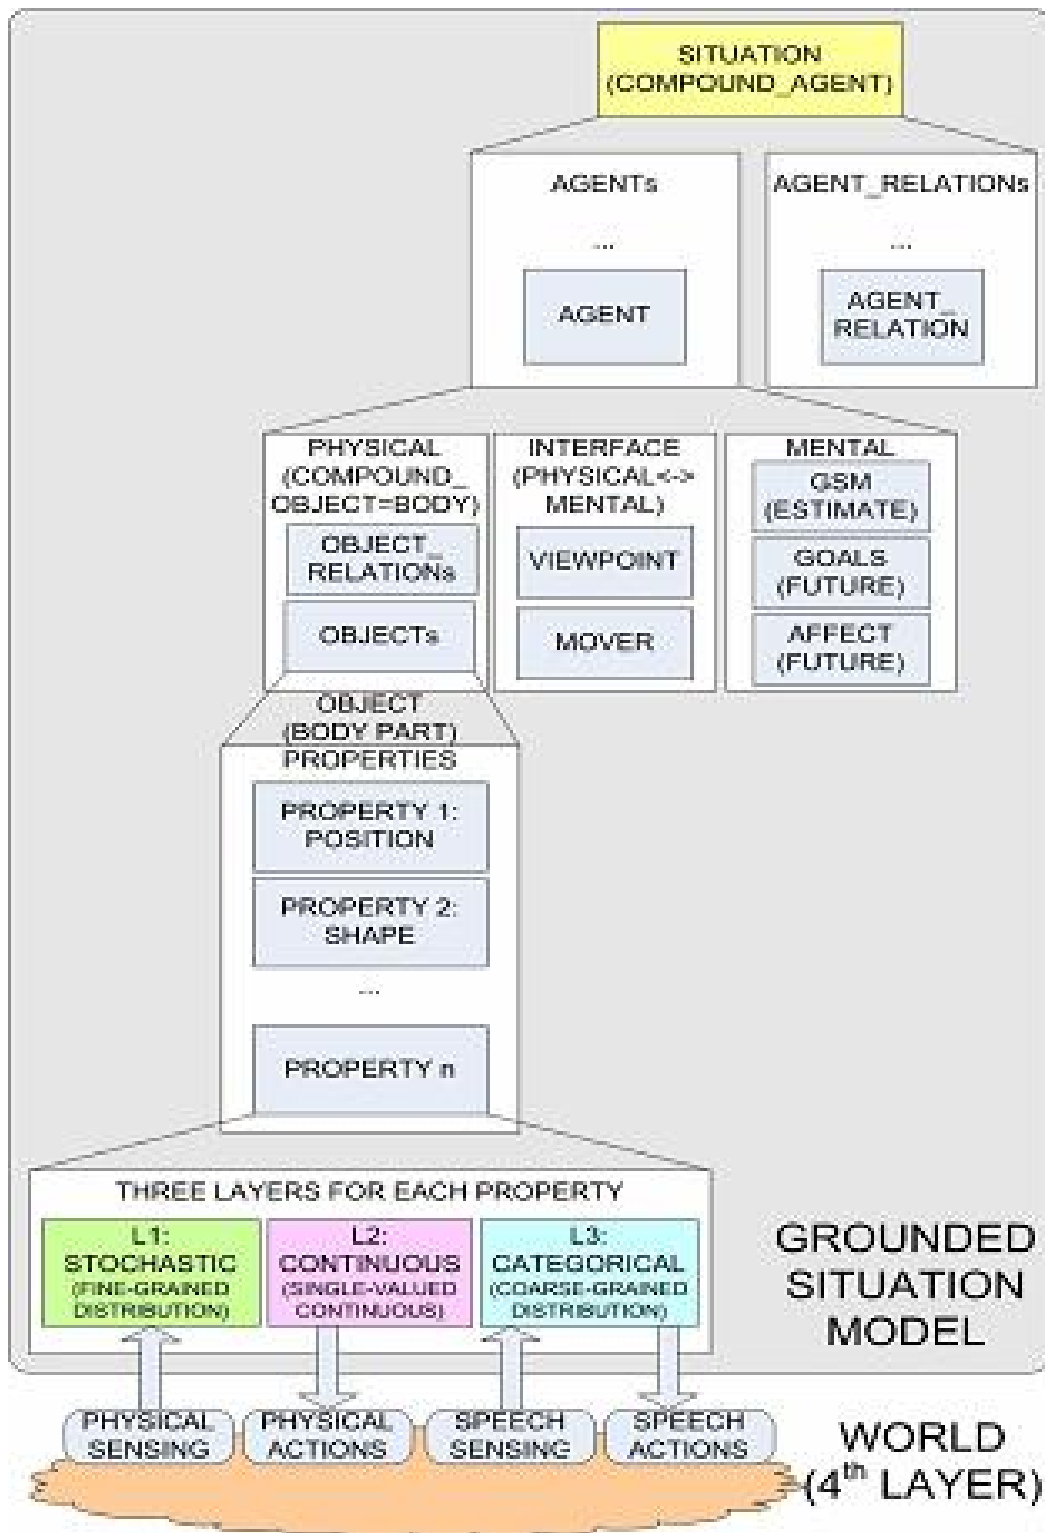 SITUATION
(COMPOUND_AGENT)
AGENTs
...
AGENT
AGENT_RELATIONs
...
AGENT_
RELATION
PHYSICAL
(COMPOUND_
OBJECT=BODY)
OBJECT_
RELATIONs
OBJECTs
INTERFACE
(PHYSICAL<->
MENTAL)
VIEWPOINT
MOVER
MENTAL
GSM
(ESTIMATE)
GOALS
(FUTURE)
AFFECT
(FUTURE)
OBJECT
(BODY PART)
PROPERTIES
PROPERTY 1:
POSITION
PROPERTY 2:
SHAPE
...
PROPERTY n
THREE LAYERS FOR EACH PROPERTY
L1:
STOCHASTIC
(FINE-GRAINED
DISTRIBUTION)
L2:
CONTINUOUS
(SINGLE-VALUED
CONTINUOUS)
L3:
CATEGORICAL
(COARSE-GRAINED
DISTRIBUTION)
GROUNDED
SITUATION
MODEL
PHYSICAL
SENSING
PHYSICAL
ACTIONS
SPEECH
SENSING
SPEECH
ACTIONS
WORLD
(4th LAYER)